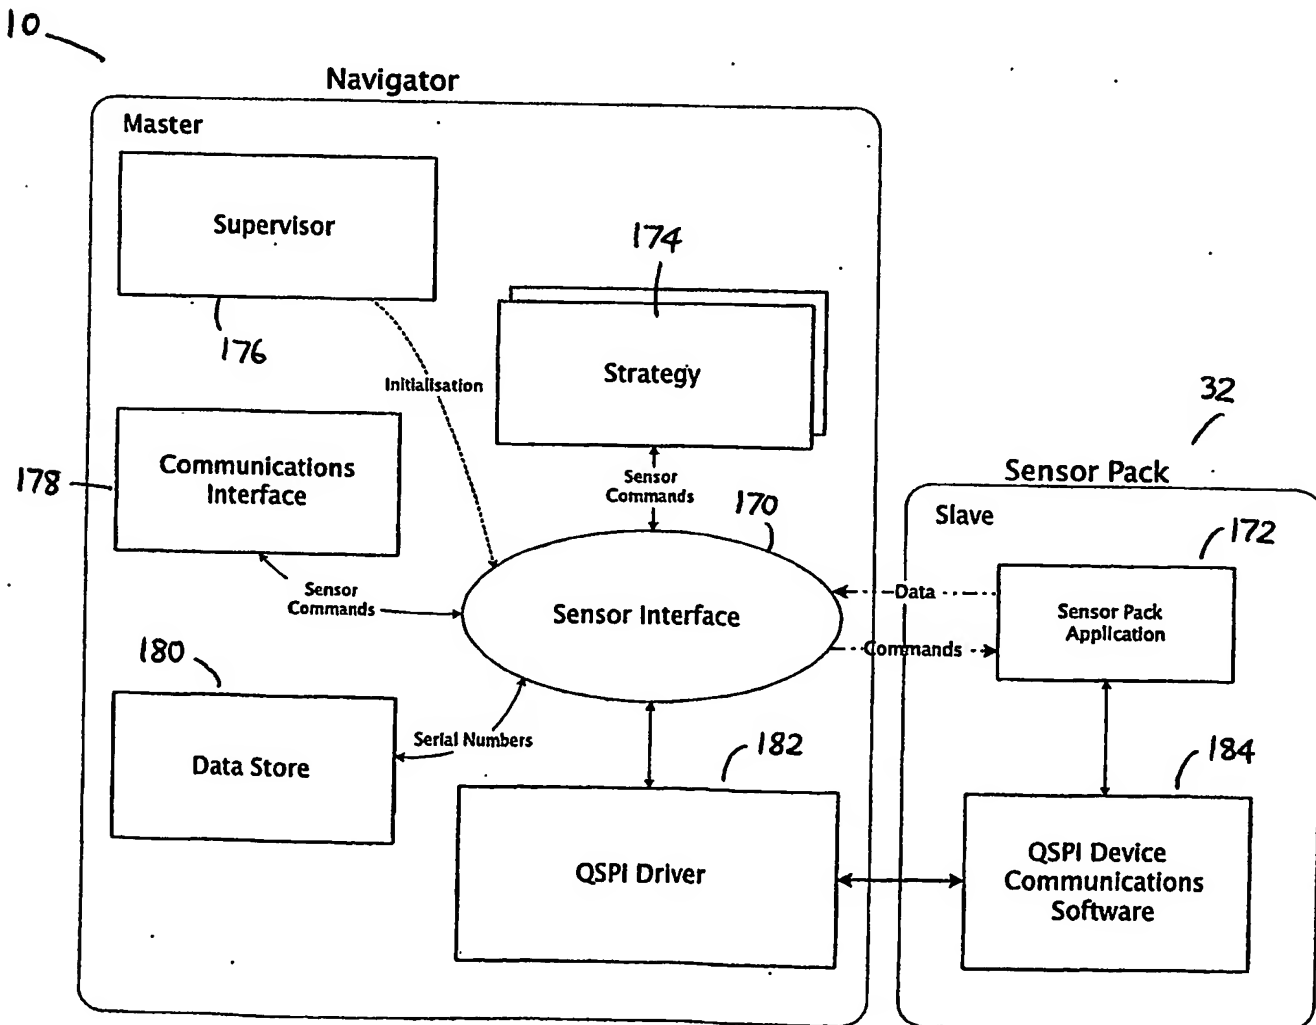 10
Navigator
Master
Supervisor
176
174
Strategy
Initialisation
Communications
Interface
178
Sensor
Commands
170
Sensor
Commands
Sensor Interface
180
Data Store
Serial Numbers
182
QSPI Driver
32
Sensor Pack
Slave
172
Data
Sensor Pack
Application
Commands
184
QSPI Device
Communications
Software